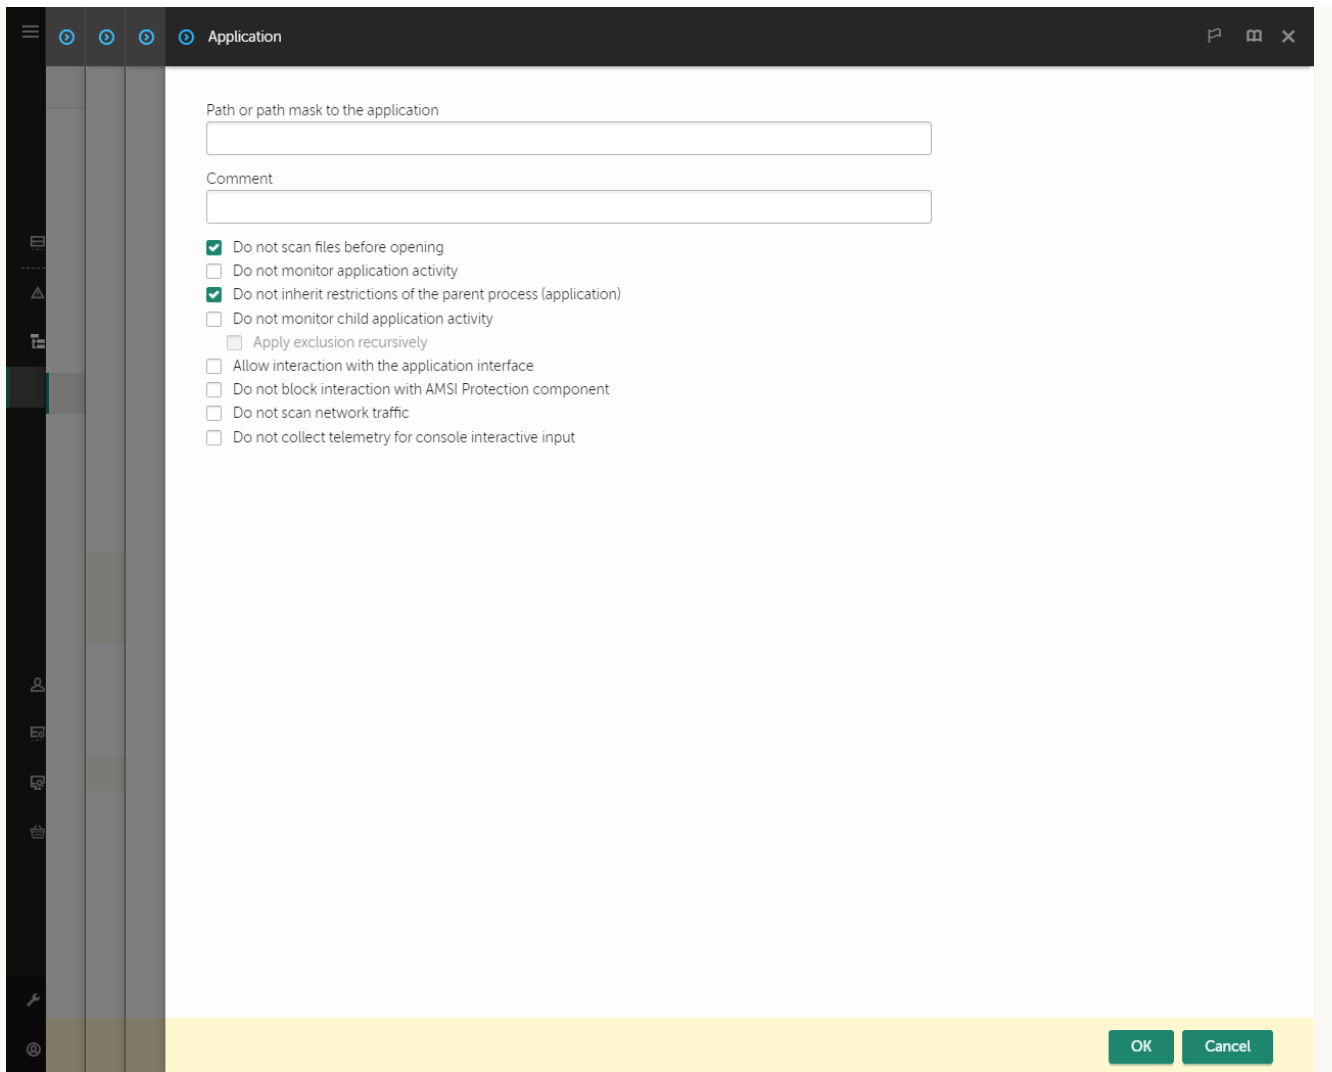 Application
Path or path mask to the application
Comment
Do not scan files before opening
Do not monitor application activity
Do not inherit restrictions of the parent process (application)
Do not monitor child application activity
Apply exclusion recursively
Allow interaction with the application interface
Do not block interaction with AMSI Protection component
Do not scan network traffic
Do not collect telemetry for console interactive input
OK Cancel